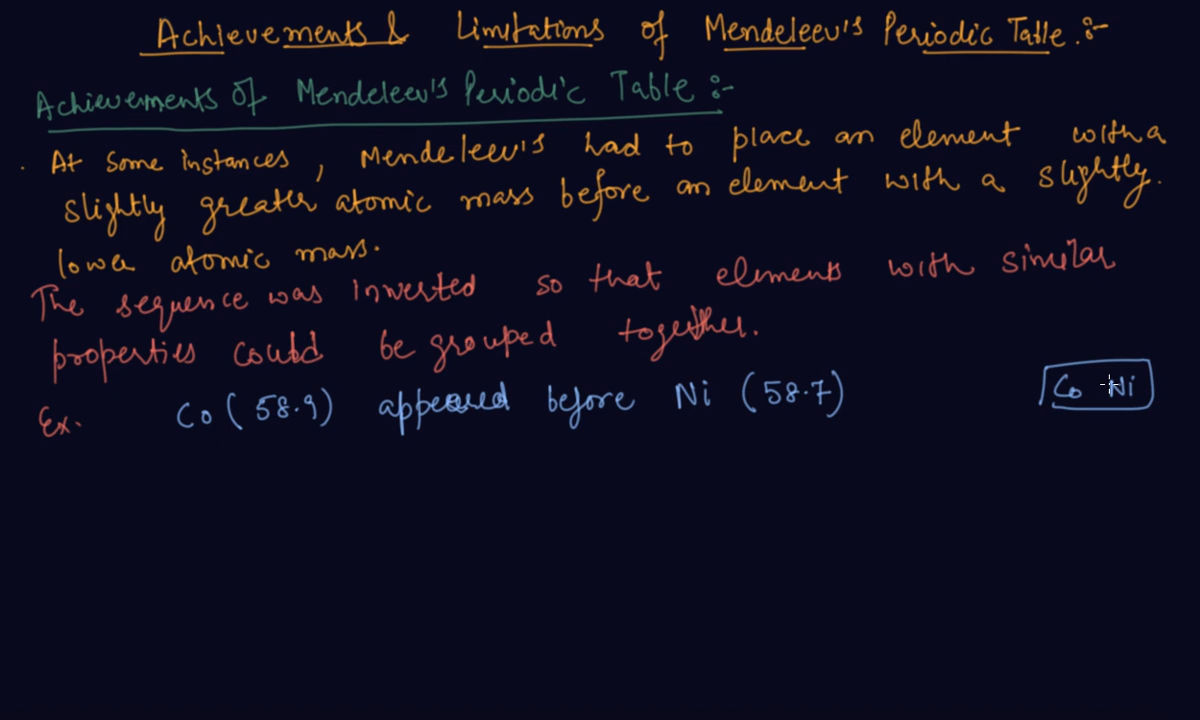 Achievements & Limitations of Mendeleev's Periodic Table :-
Achievements of Mendeleev's Periodic Table :-
. At some instances, Mendeleev's had to place an element with a
slightly greater atomic mass before an element with a slightly.
lower atomic mass.
The sequence was inverted so that elements with similar
properties could be grouped together.
Ex. Co (58.9) appeared before Ni (58.7) Co Ni